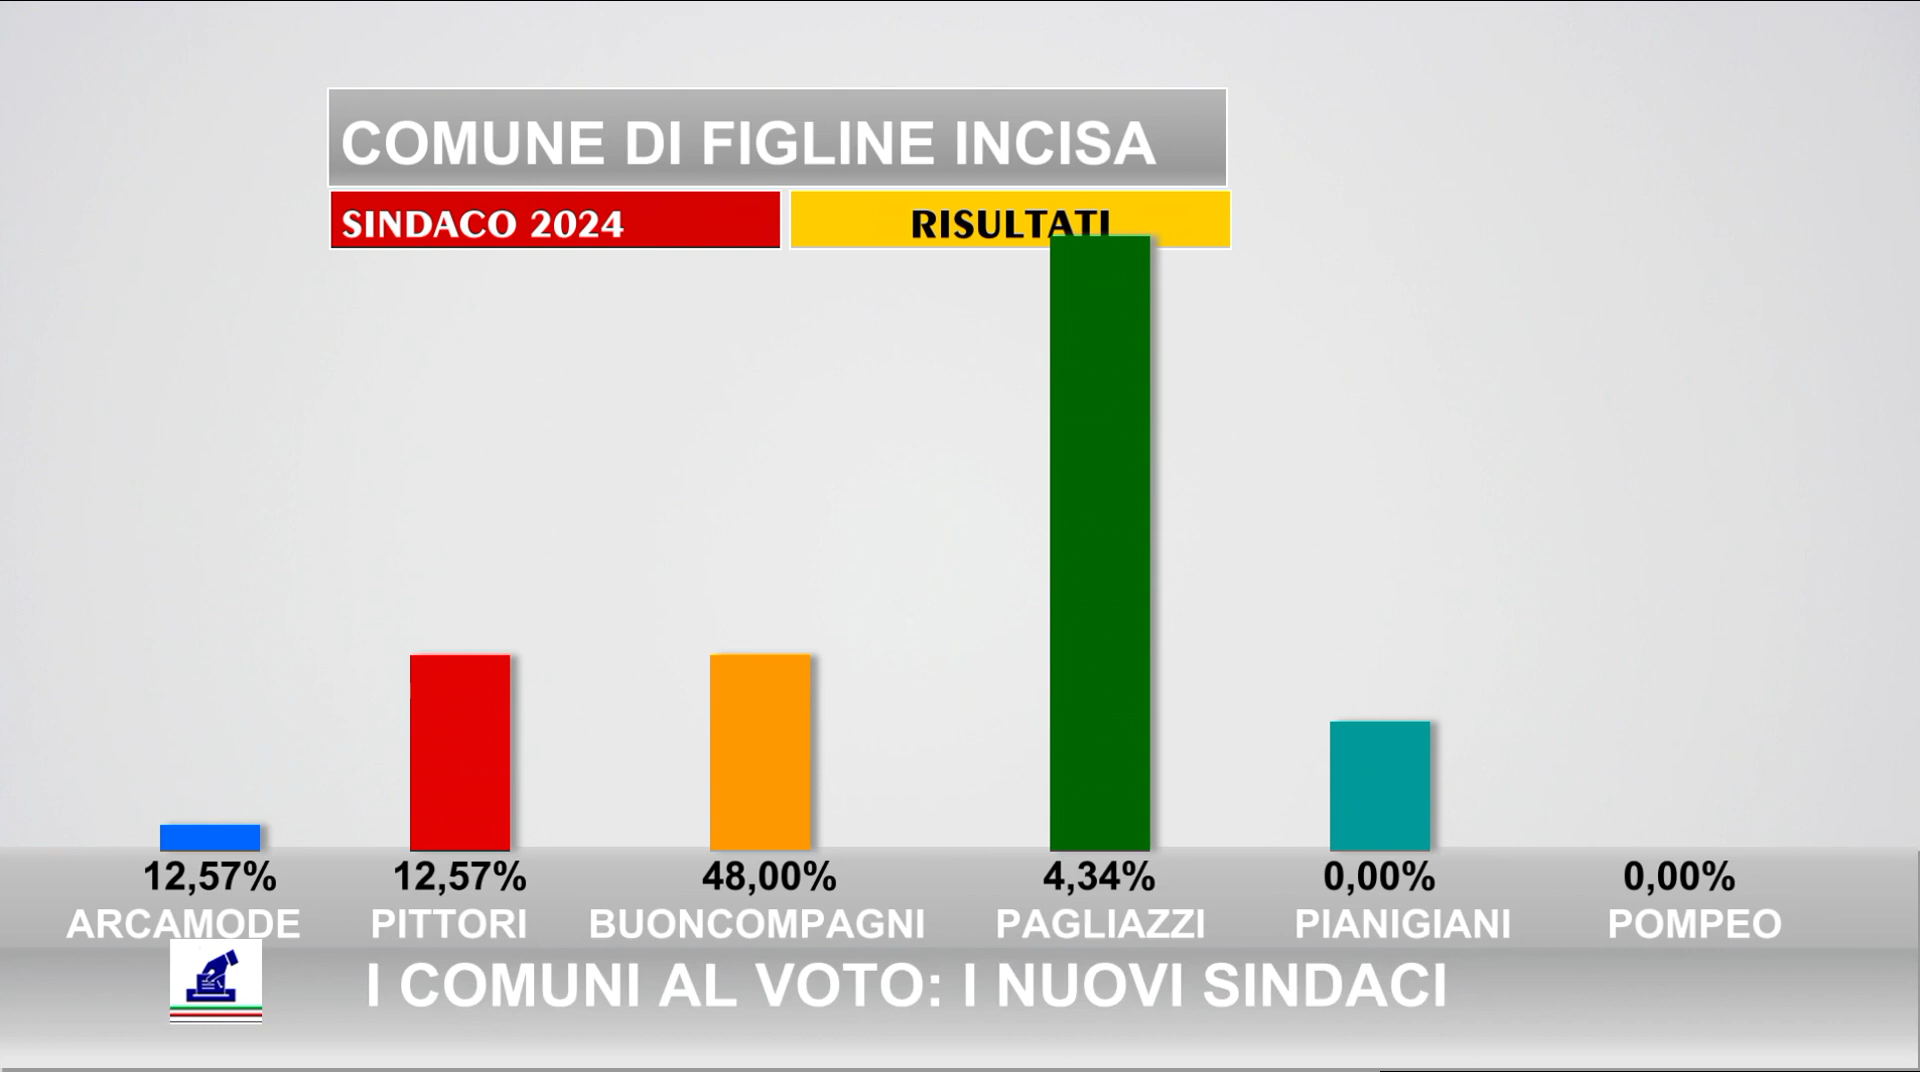 COMUNE DI FIGLINE INCISA
SINDACO 2024 RISULTATI
12,57% 12,57% 48,00% 4,34% 0,00% 0,00%
ARCAMODE PITTORI BUONCOMPAGNI PAGLIAZZI PIANIGIANI POMPEO
I COMUNI AL VOTO: I NUOVI SINDACI